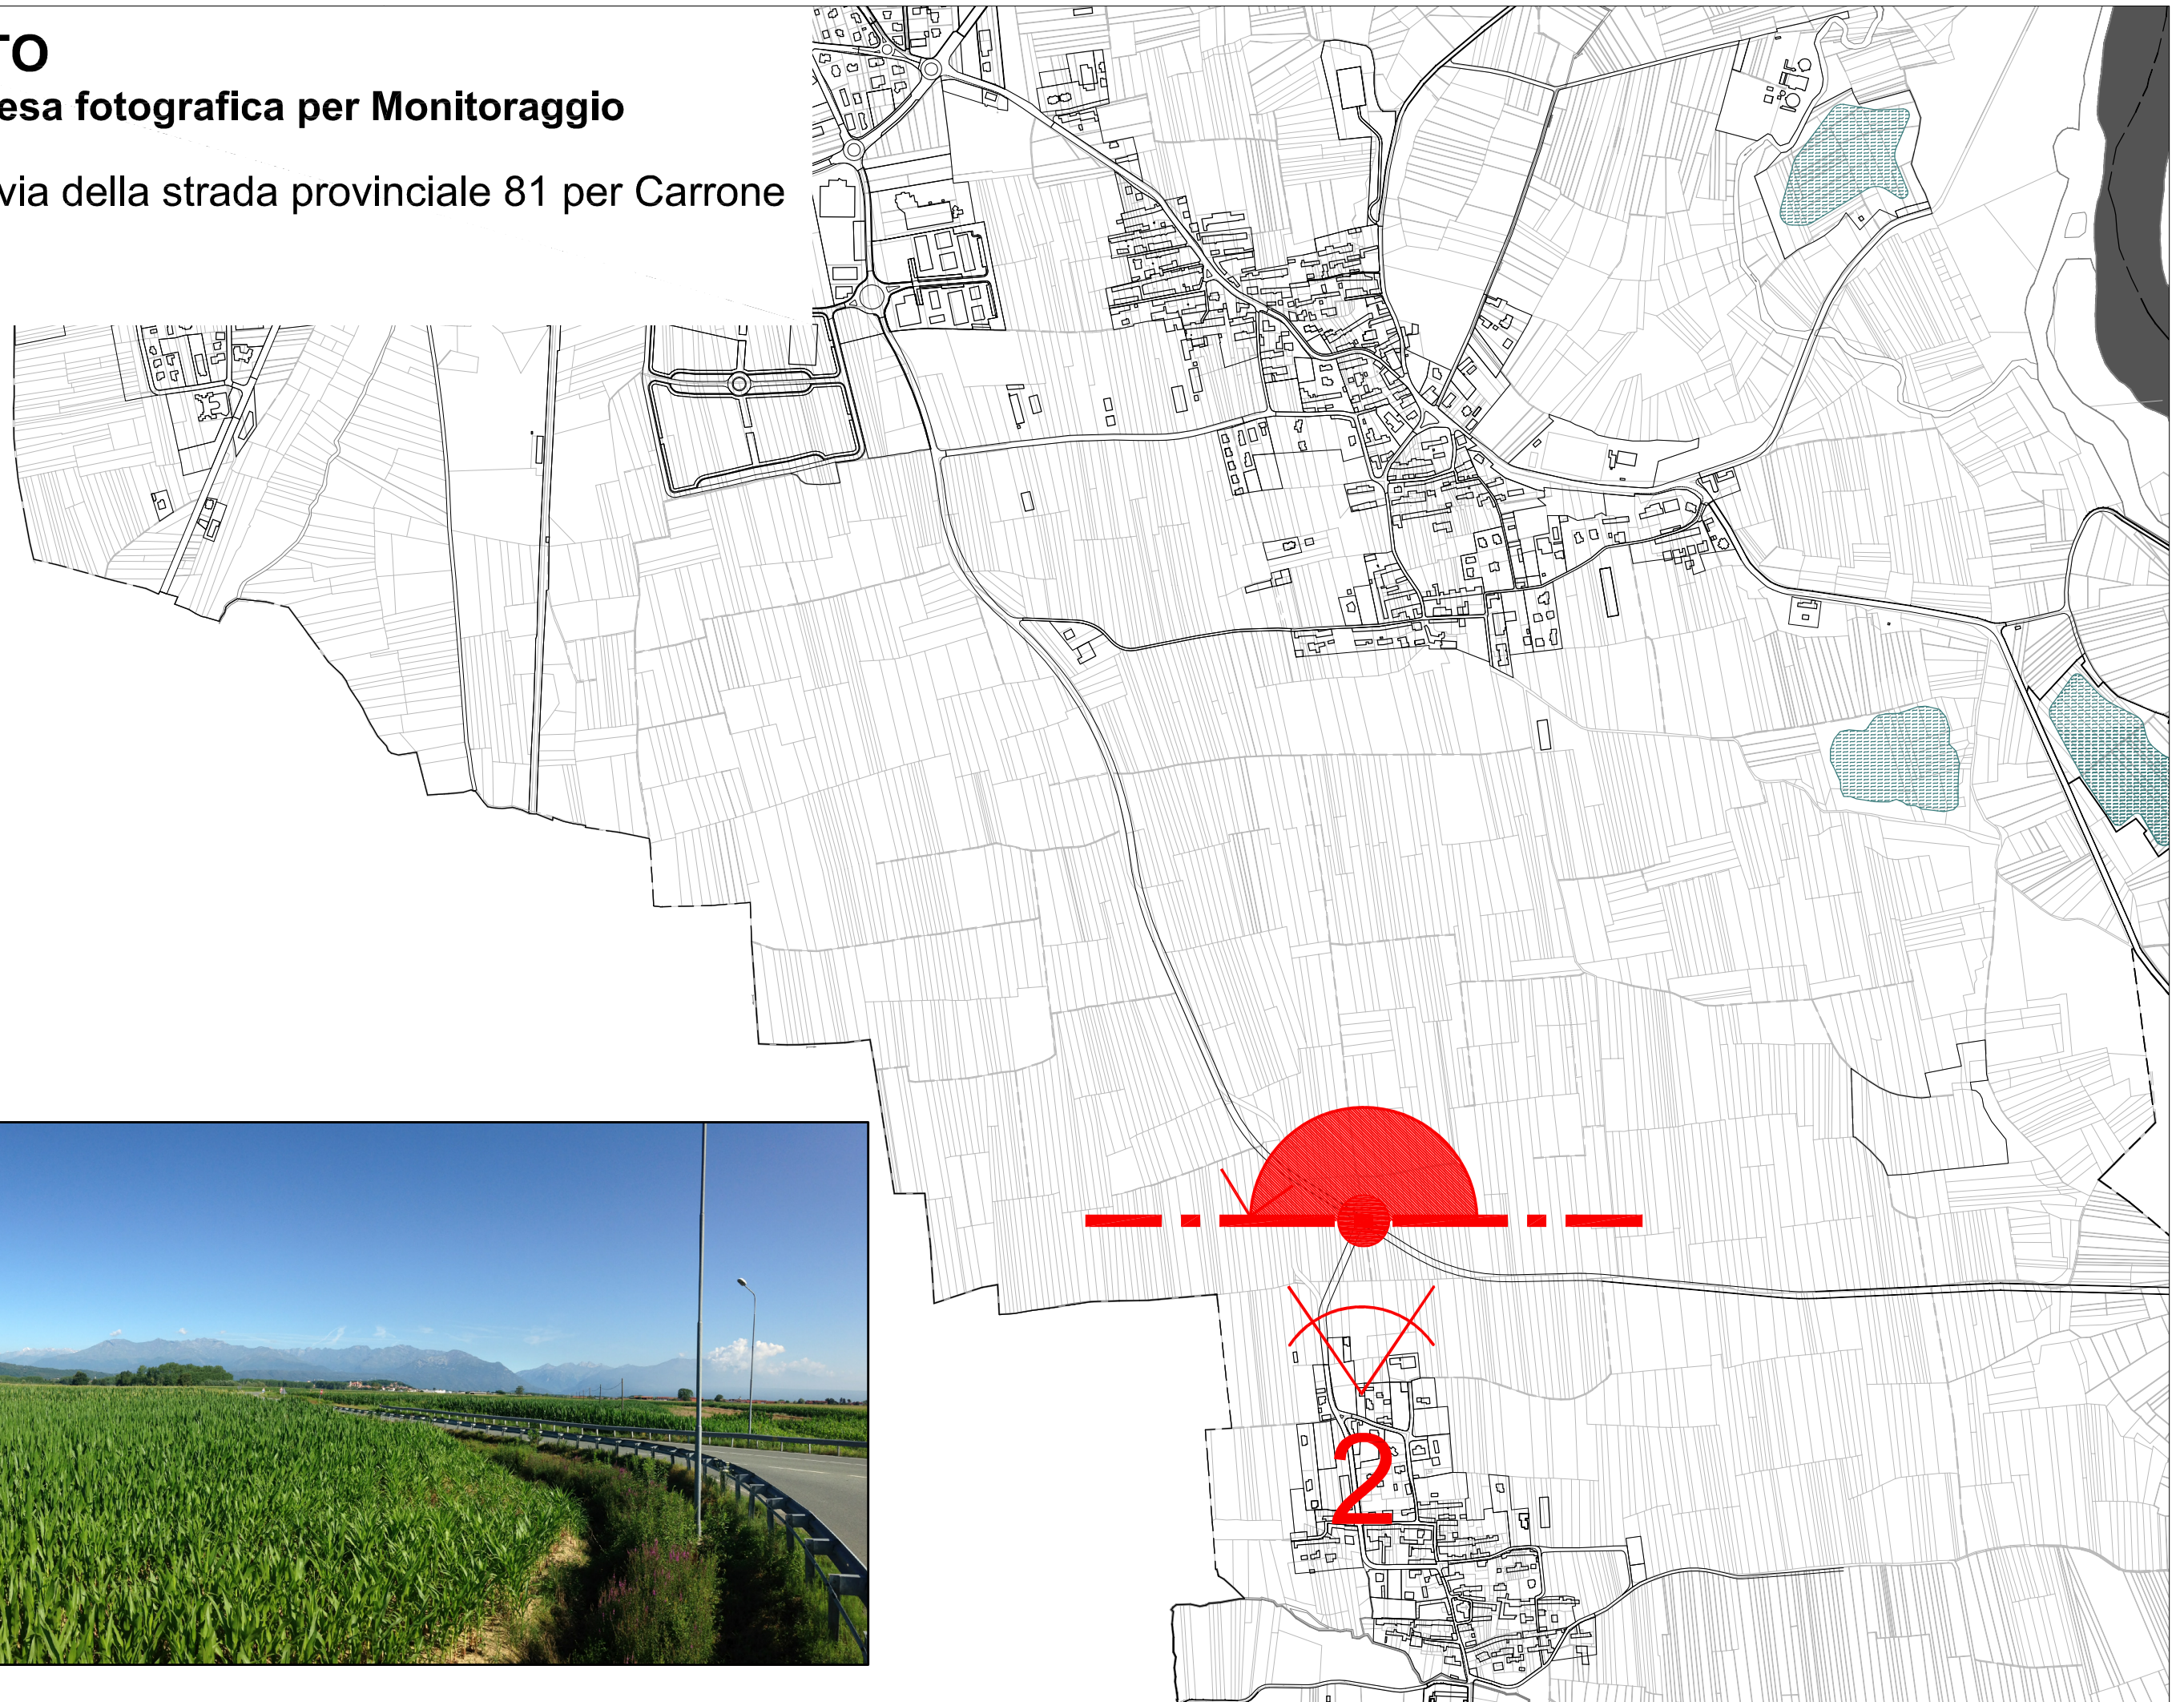 TO
esa fotografica per Monitoraggio
via della strada provinciale 81 per Carrone
2